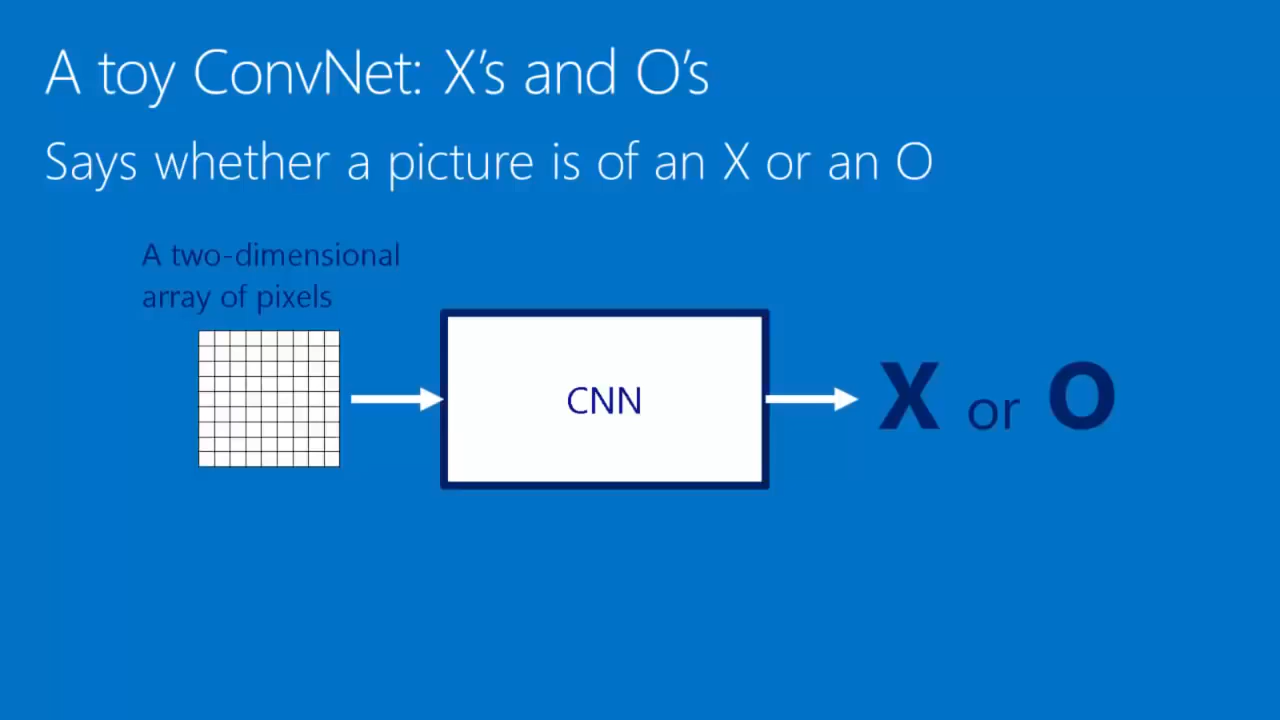 A toy ConvNet: X’s and O’s
Says whether a picture is of an X or an O
A two-dimensional
array of pixels
CNN
X or O